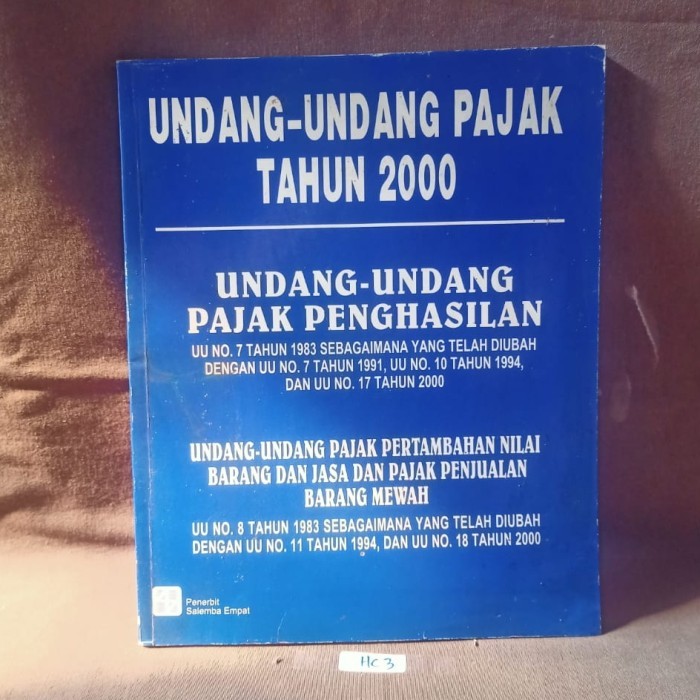 UNDANG-UNDANG PAJAK
TAHUN 2000
UNDANG-UNDANG
PAJAK PENGHASILAN
UU NO. 7 TAHUN 1983 SEBAGAIMANA YANG TELAH DIUBAH
DENGAN UU NO. 7 TAHUN 1991, UU NO. 10 TAHUN 1994,
DAN UU NO. 17 TAHUN 2000
UNDANG-UNDANG PAJAK PERTAMBAHAN NILAI
BARANG DAN JASA DAN PAJAK PENJUALAN
BARANG MEWAH
UU NO. 8 TAHUN 1983 SEBAGAIMANA YANG TELAH DIUBAH
DENGAN UU NO. 11 TAHUN 1994, DAN UU NO. 18 TAHUN 2000
Penerbit
Salemba Empat
HC3